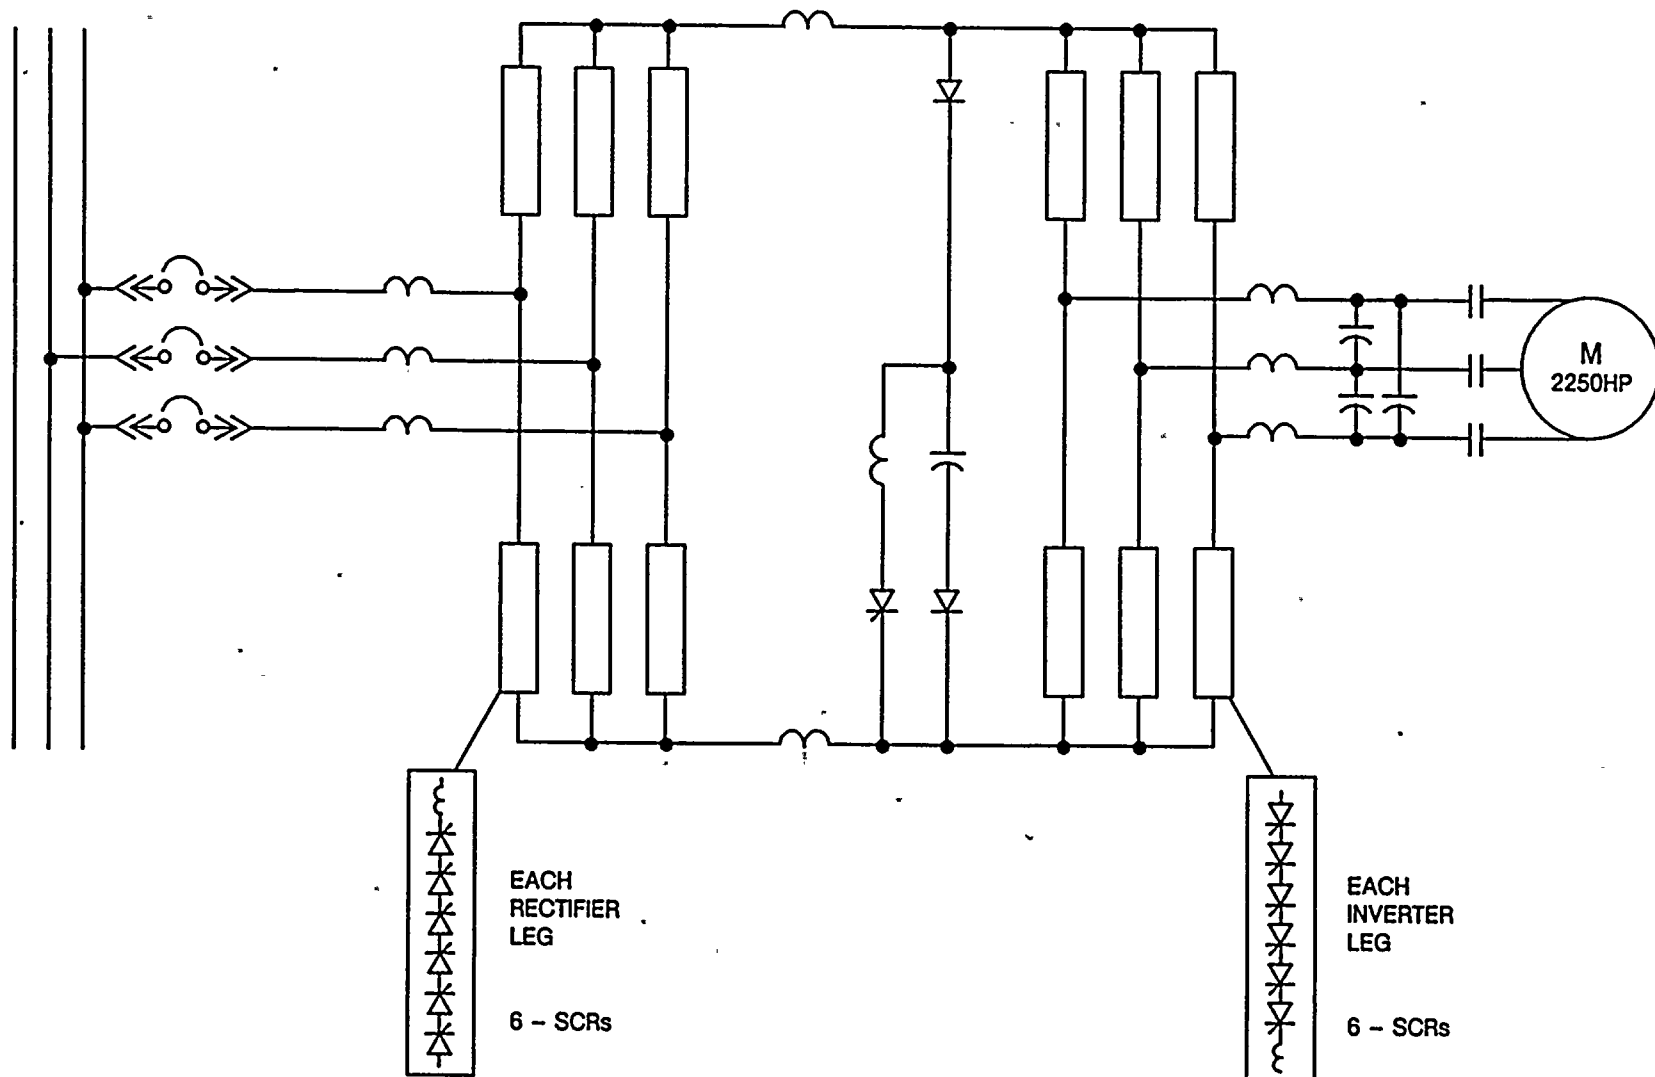 M
2250HP
EACH
RECTIFIER
LEG
6 – SCRs
EACH
INVERTER
LEG
6 – SCRs